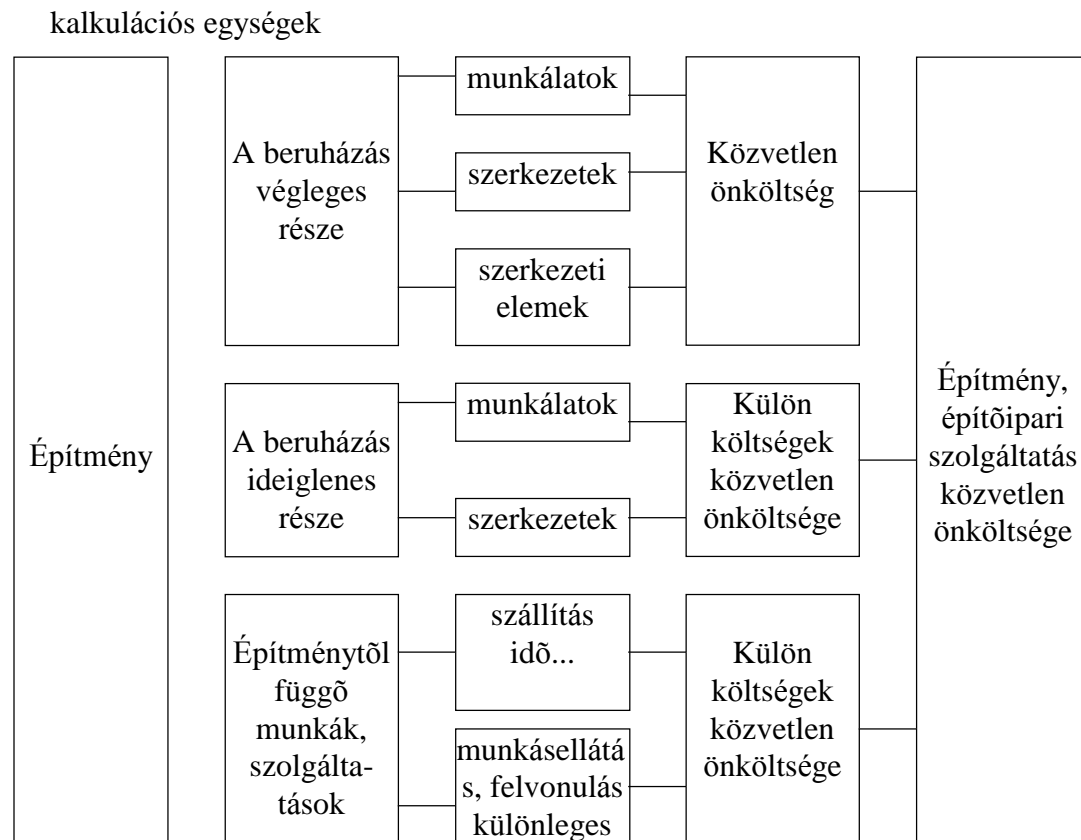 kalkulációs egységek
Építmény
A beruházás
végleges
része
munkálatok
szerkezetek
szerkezeti
elemek
Közvetlen
önköltség
A beruházás
ideiglenes
része
munkálatok
szerkezetek
Külön
költségek
közvetlen
önköltsége
Építménytõl
függõ
munkák,
szolgálta-
tások
szállítás
idõ...
munkásellátá
s, felvonulás
különleges
Külön
költségek
közvetlen
önköltsége
Építmény,
építõipari
szolgáltatás
közvetlen
önköltsége